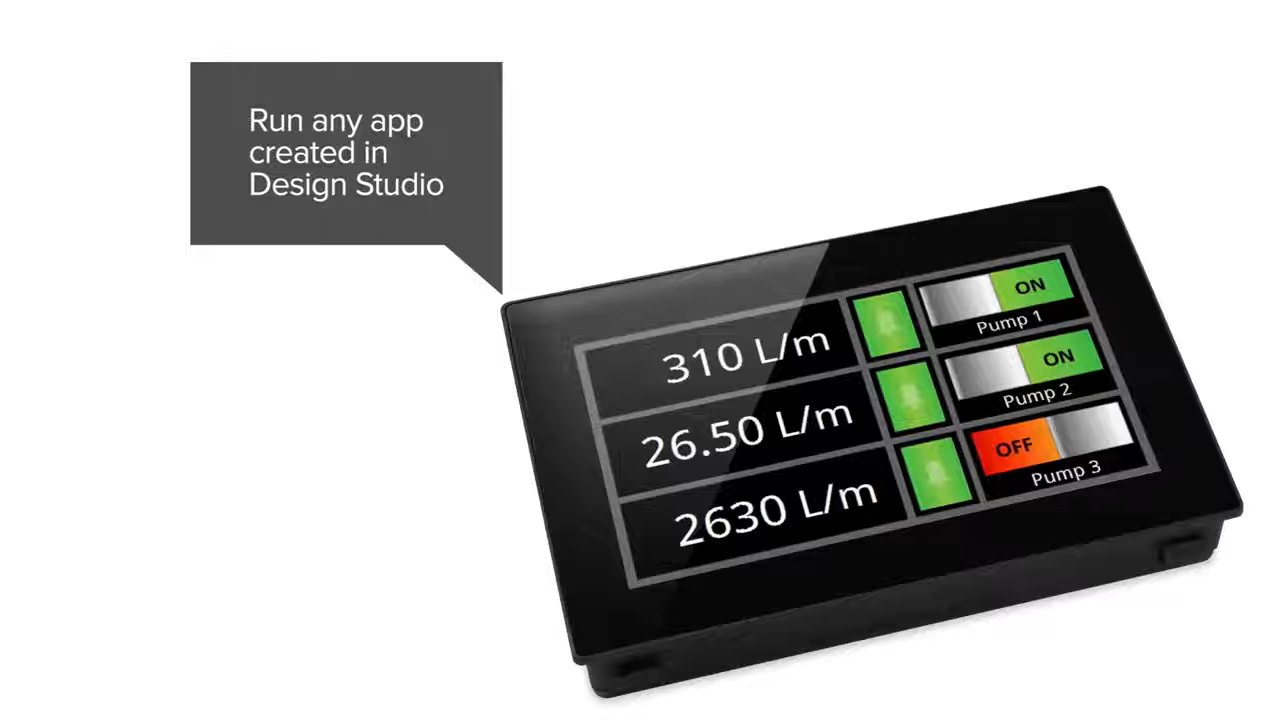 Run any app
created in
Design Studio
310 L/m
ON
Pump 1
26.50 L/m
ON
Pump 2
2630 L/m
OFF
Pump 3